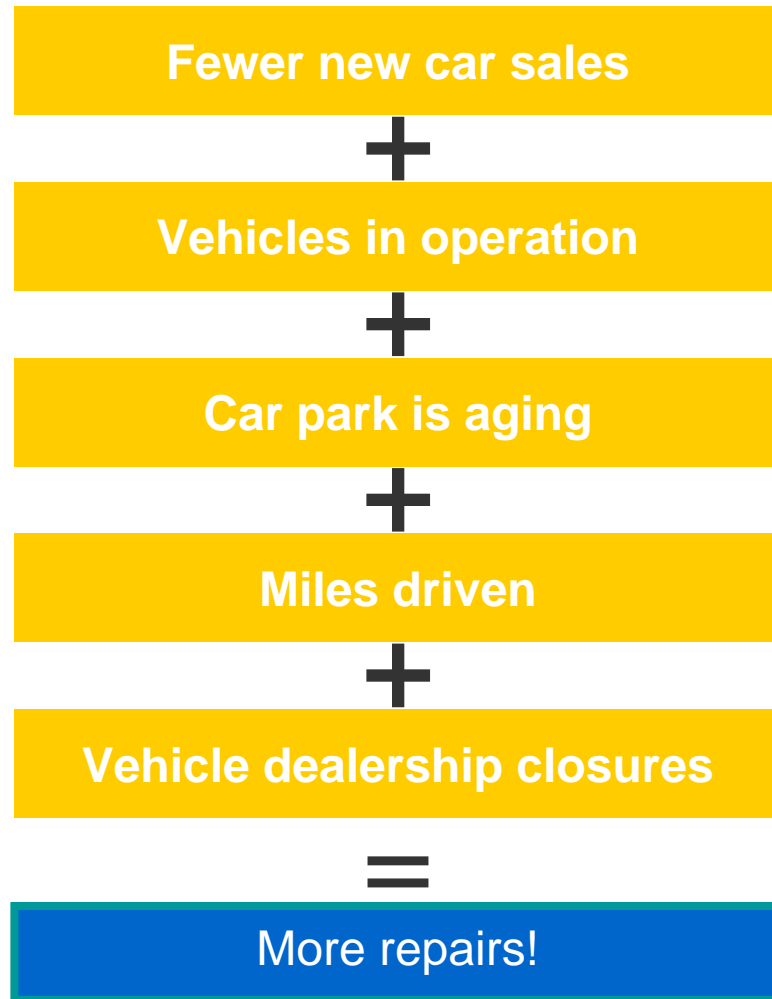 Fewer new car sales
+
Vehicles in operation
+
Car park is aging
+
Miles driven
+
Vehicle dealership closures
=
More repairs!